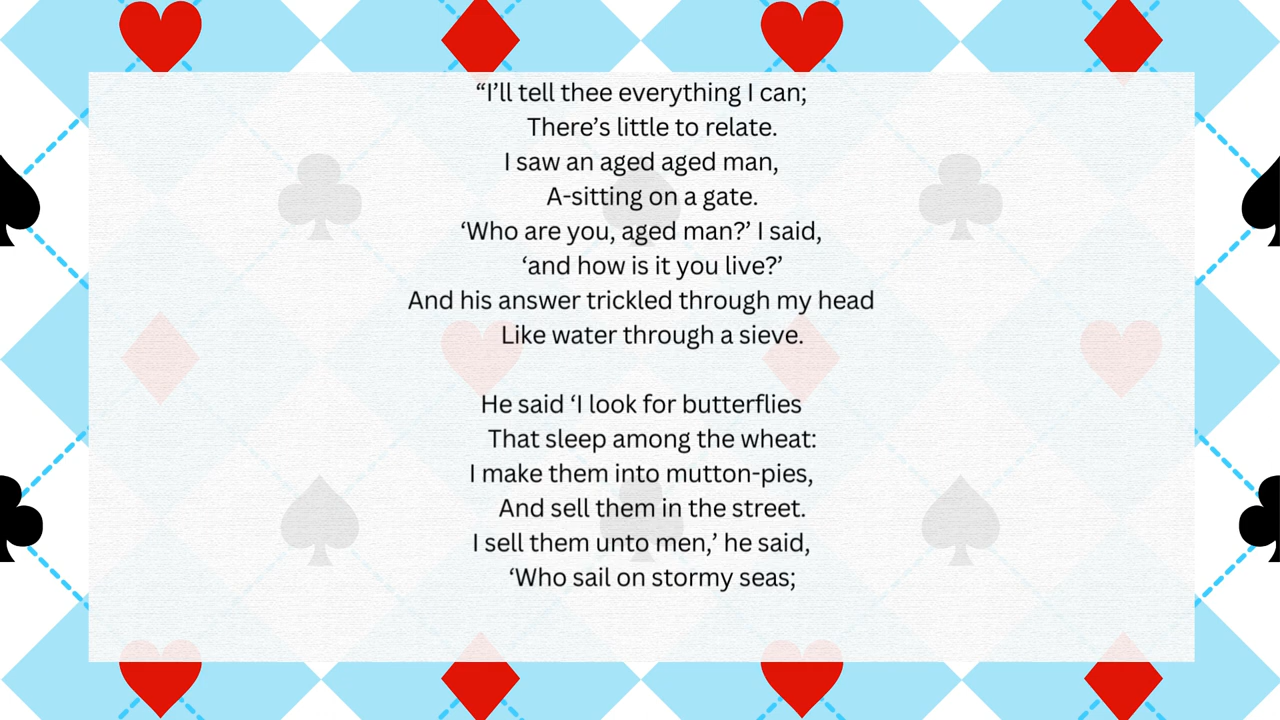 “I’ll tell thee everything I can;
There’s little to relate.
I saw an aged aged man,
A-sitting on a gate.
‘Who are you, aged man?’ I said,
‘and how is it you live?’
And his answer trickled through my head
Like water through a sieve.
He said ‘I look for butterflies
That sleep among the wheat:
I make them into mutton-pies,
And sell them in the street.
I sell them unto men,’ he said,
‘Who sail on stormy seas;